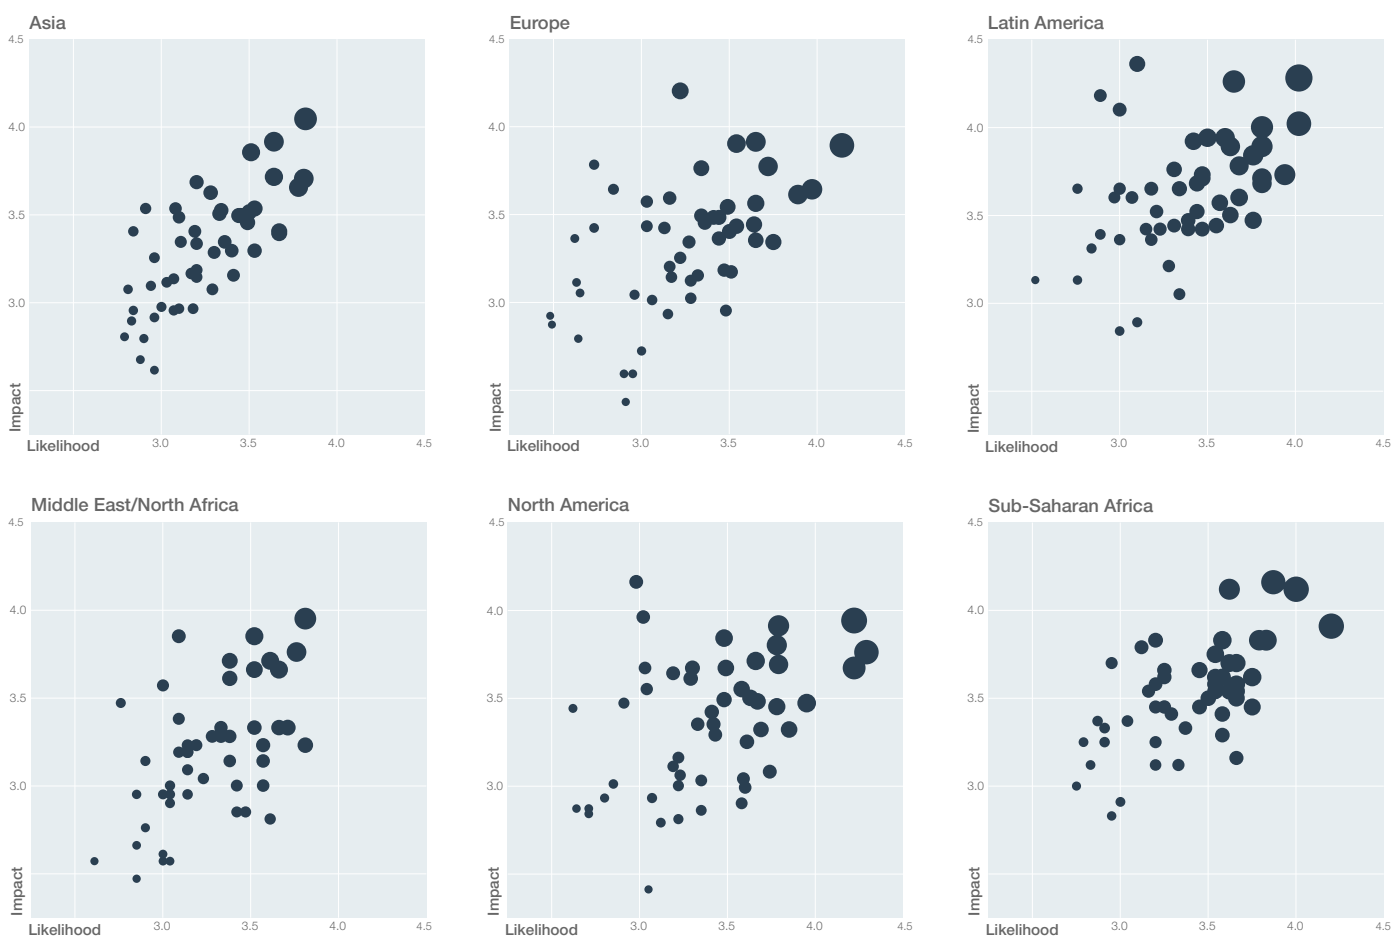 Asia Europe Latin America
4.5 4.5 4.5
4.0 4.0 4.0
3.5 3.5 3.5
3.0 3.0 3.0
Impact Impact Impact
3.0 3.5 4.0 4.5 3.0 3.5 4.0 4.5 3.0 3.5 4.0 4.5
Likelihood Likelihood Likelihood
Middle East/North Africa North America Sub-Saharan Africa
4.5 4.5 4.5
4.0 4.0 4.0
3.5 3.5 3.5
3.0 3.0 3.0
Impact Impact Impact
3.0 3.5 4.0 3.0 3.5 4.0 3.0 3.5 4.0 4.5
Likelihood Likelihood Likelihood